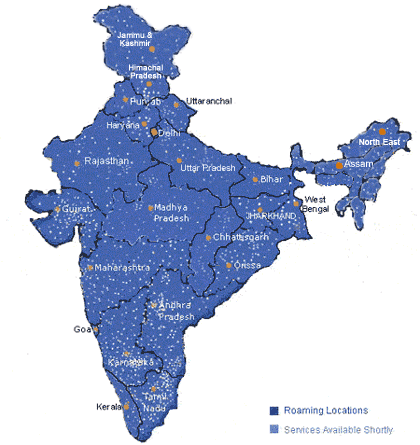 Jammu &
Kashmir
Himachal
Pradesh
Punjab
Uttaranchal
Haryana
Delhi
North East
Rajasthan
Uttar Pradesh
Assam
Bihar
Gujrat
Madhya
Pradesh
JHARKHAND
West
Bengal
Chhattisgarh
Maharashtra
Orissa
Andhra
Pradesh
Goa
Karnataka
Tamil
Nadu
Kerala
Roaming Locations
Services Available Shortly